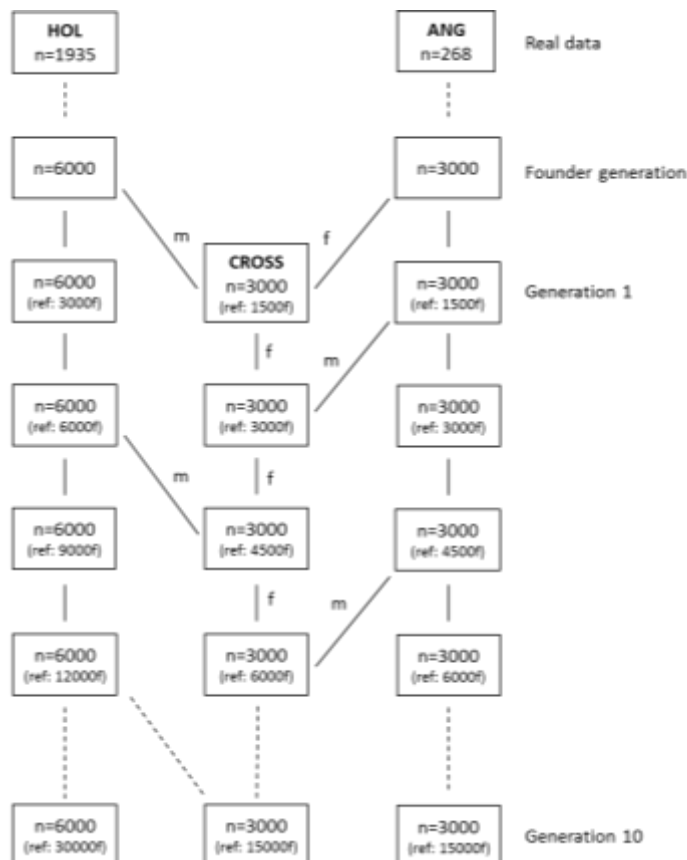 HOL
n=1935
ANG
n=268
Real data
n=6000
n=3000
Founder generation
m
f
CROSS
n=6000
(ref: 3000f)
n=3000
(ref: 1500f)
n=3000
(ref: 1500f)
Generation 1
f
m
n=6000
(ref: 6000f)
n=3000
(ref: 3000f)
n=3000
(ref: 3000f)
m
f
n=6000
(ref: 9000f)
n=3000
(ref: 4500f)
n=3000
(ref: 4500f)
f
m
n=6000
(ref: 12000f)
n=3000
(ref: 6000f)
n=3000
(ref: 6000f)
n=6000
(ref: 30000f)
n=3000
(ref: 15000f)
n=3000
(ref: 15000f)
Generation 10